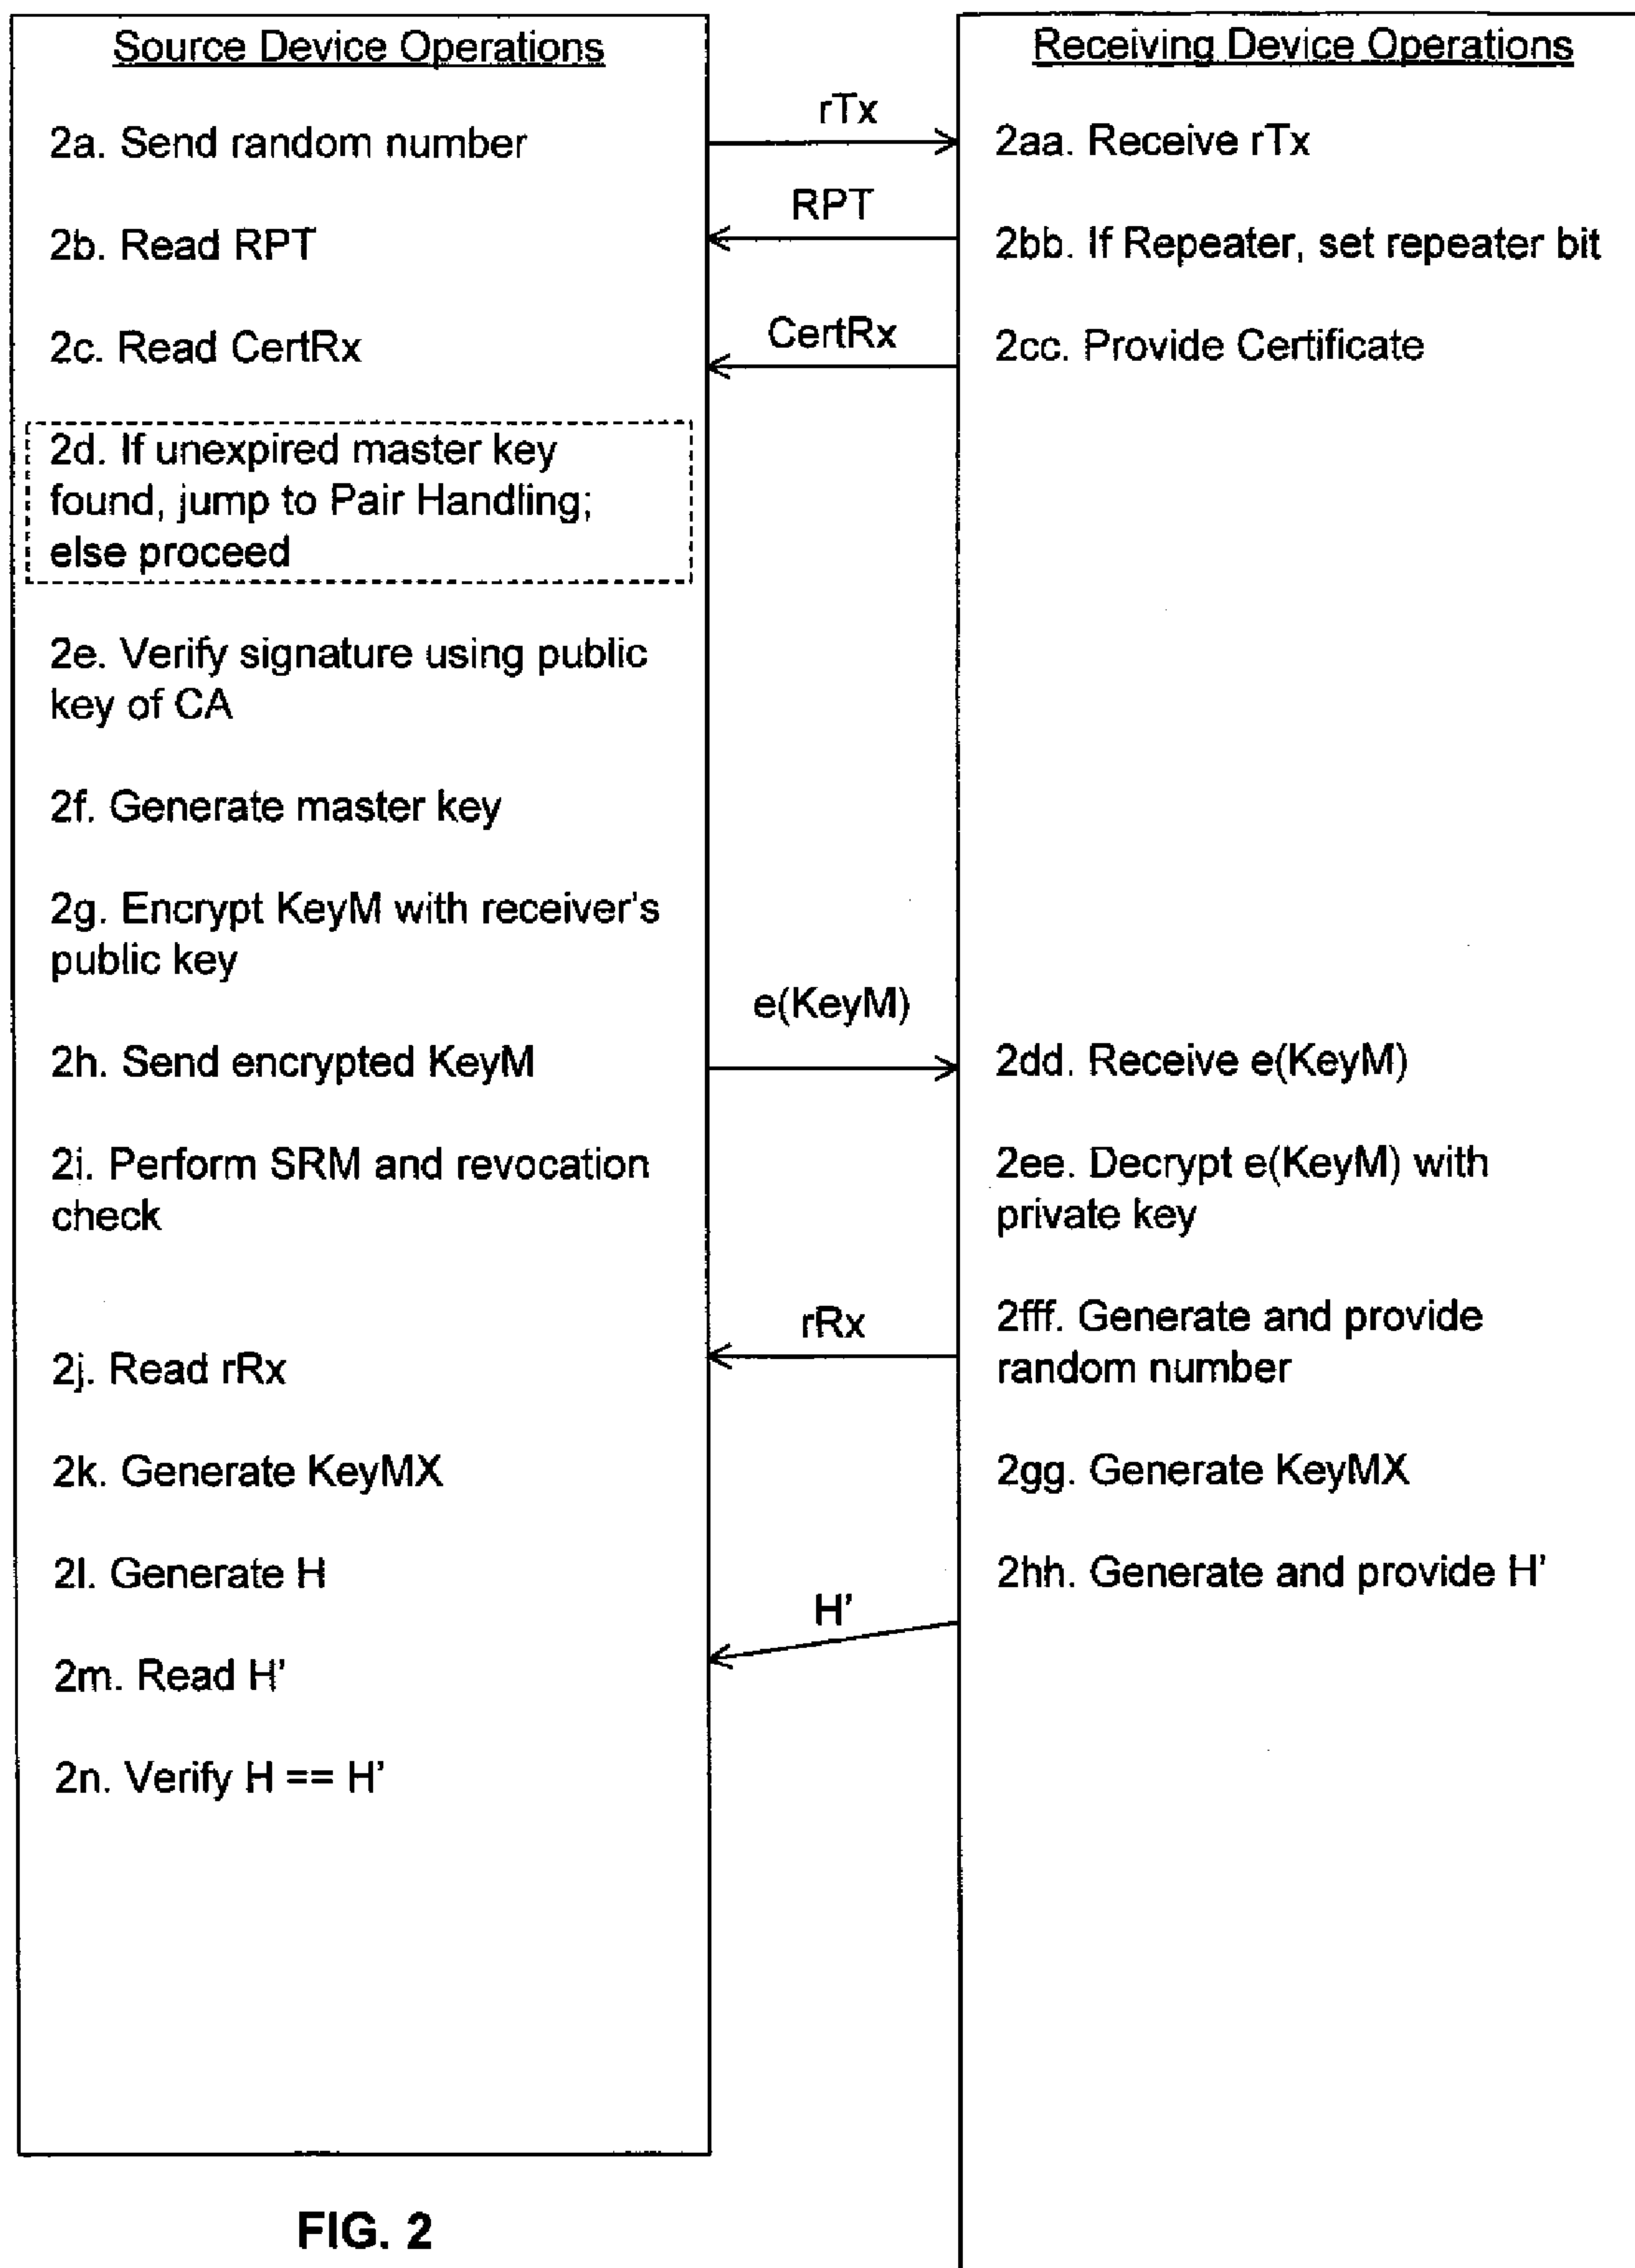 Source Device Operations
2a. Send random number
2b. Read RPT
2c. Read CertRx
2d. If unexpired master key
found, jump to Pair Handling;
else proceed
2e. Verify signature using public
key of CA
2f. Generate master key
2g. Encrypt KeyM with receiver's
public key
2h. Send encrypted KeyM
2i. Perform SRM and revocation
check
2j. Read rRx
2k. Generate KeyMX
2l. Generate H
2m. Read H'
2n. Verify H == H'
rTx
RPT
CertRx
e(KeyM)
rRx
H'
Receiving Device Operations
2aa. Receive rTx
2bb. If Repeater, set repeater bit
2cc. Provide Certificate
2dd. Receive e(KeyM)
2ee. Decrypt e(KeyM) with
private key
2fff. Generate and provide
random number
2gg. Generate KeyMX
2hh. Generate and provide H'
FIG. 2